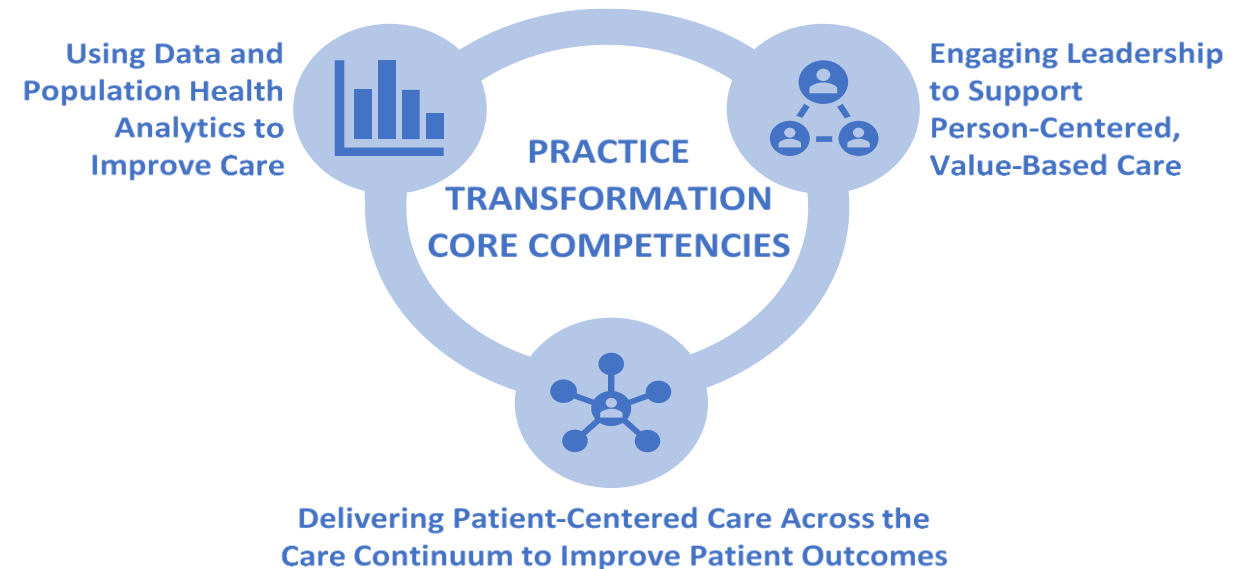 Using Data and
Population Health
Analytics to
Improve Care
Engaging Leadership
to Support
Person-Centered,
Value-Based Care
PRACTICE
TRANSFORMATION
CORE COMPETENCIES
Delivering Patient-Centered Care Across the
Care Continuum to Improve Patient Outcomes